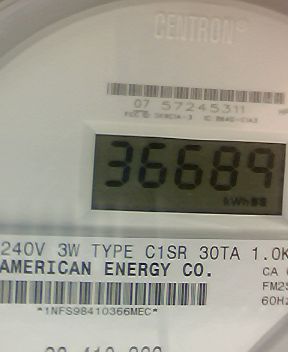 CENTRON®
07 57245311
36689
kWh
240V 3W TYPE C1SR 30TA 1.0K
AMERICAN ENERGY CO.
CA
FM2S
60Hz
*1NFS98410366MEC*